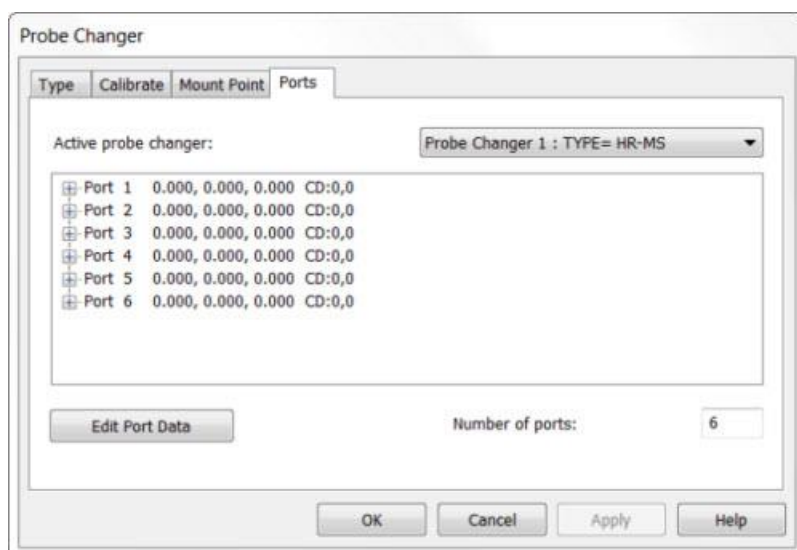 Probe Changer
Type Calibrate Mount Point Ports
Active probe changer: Probe Changer 1 : TYPE= HR-MS
Port 1 0.000, 0.000, 0.000 CD:0,0
Port 2 0.000, 0.000, 0.000 CD:0,0
Port 3 0.000, 0.000, 0.000 CD:0,0
Port 4 0.000, 0.000, 0.000 CD:0,0
Port 5 0.000, 0.000, 0.000 CD:0,0
Port 6 0.000, 0.000, 0.000 CD:0,0
Edit Port Data Number of ports: 6
OK Cancel Apply Help